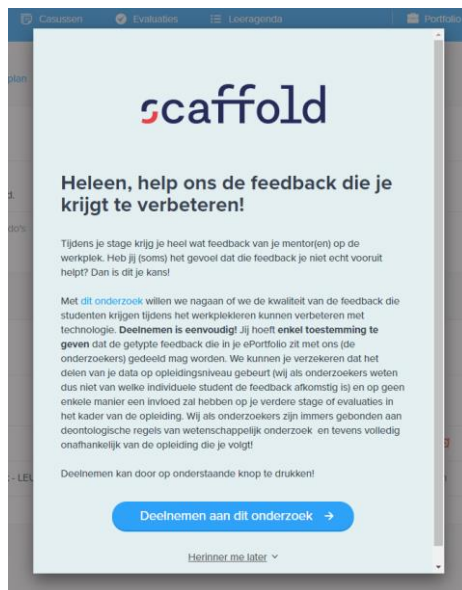 Casussen
Evaluaties
Leeragenda
Portfolio
plan
scaffold
Heleen, help ons de feedback die je
krijgt te verbeteren!
d.
do's
Tijdens je stage krijg je heel wat feedback van je mentor(en) op de
werkplek. Heb jij (soms) het gevoel dat die feedback je niet echt vooruit
helpt? Dan is dit je kans!
Met dit onderzoek willen we nagaan of we de kwaliteit van de feedback die
studenten krijgen tijdens het werkplekleren kunnen verbeteren met
technologie. Deelnemen is eenvoudig! Jij hoeft enkel toestemming te
geven dat de getypte feedback die in je ePortfolio zit met ons (de
onderzoekers) gedeeld mag worden. We kunnen je verzekeren dat het
delen van je data op opleidingsniveau gebeurt (wij als onderzoekers weten
dus niet van welke individuele student de feedback afkomstig is) en op geen
enkele manier een invloed zal hebben op je verdere stage of evaluaties in
het kader van de opleiding. Wij als onderzoekers zijn immers gebonden aan
deontologische regels van wetenschappelijk onderzoek en tevens volledig
onafhankelijk van de opleiding die je volgt!
- LEU
Deelnemen kan door op onderstaande knop te drukken!
Deelnemen aan dit onderzoek →
Herinner me later